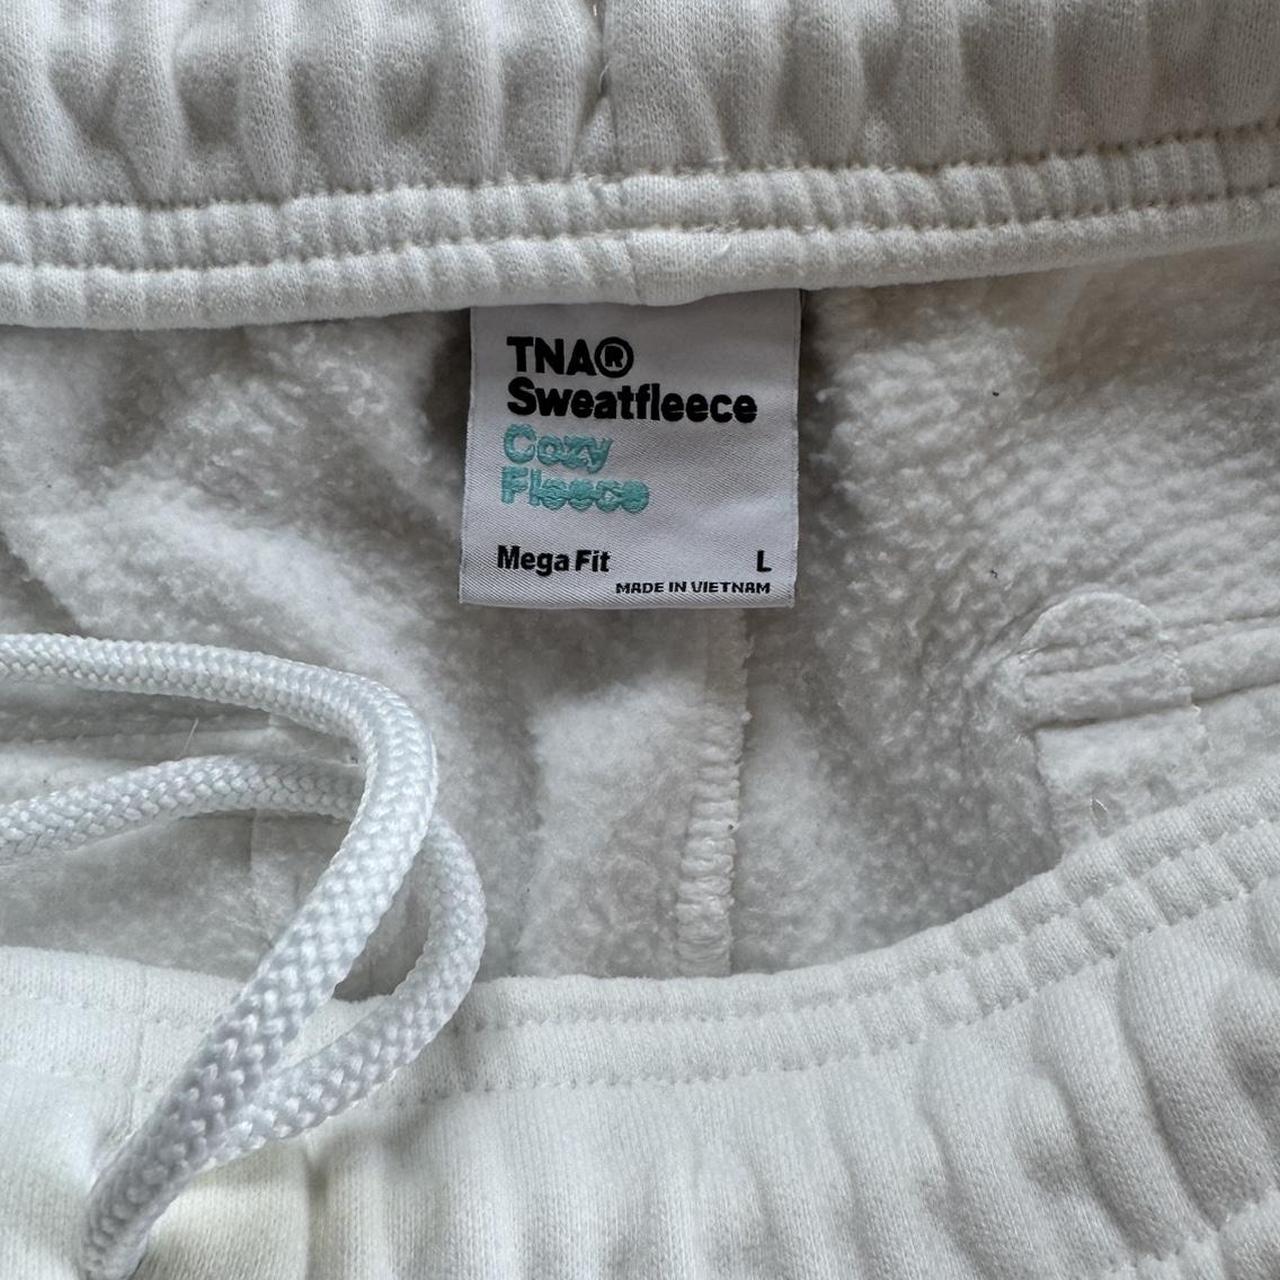 TNA®
Sweatfleece
Cozy
Fleece
Mega Fit L
MADE IN VIETNAM